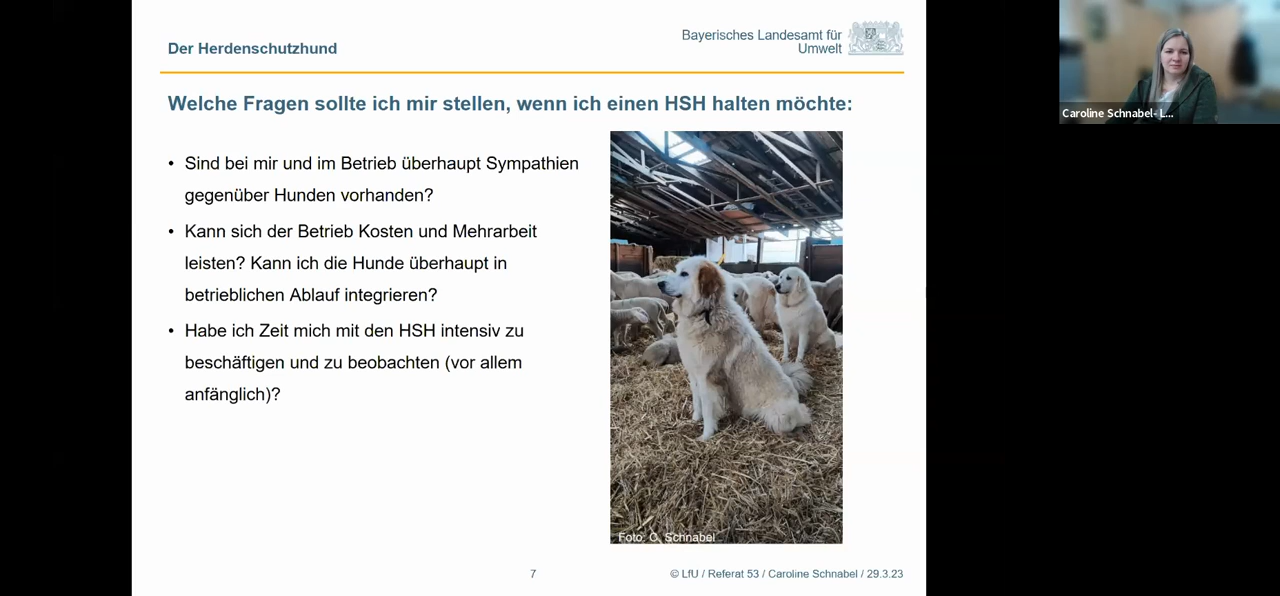 Der Herdenschutzhund
Bayerisches Landesamt für
Umwelt
Welche Fragen sollte ich mir stellen, wenn ich einen HSH halten möchte:
• Sind bei mir und im Betrieb überhaupt Sympathien
gegenüber Hunden vorhanden?
• Kann sich der Betrieb Kosten und Mehrarbeit
leisten? Kann ich die Hunde überhaupt in
betrieblichen Ablauf integrieren?
• Habe ich Zeit mich mit den HSH intensiv zu
beschäftigen und zu beobachten (vor allem
anfänglich)?
Foto: C. Schnabel
7
© LfU / Referat 53 / Caroline Schnabel / 29.3.23
Caroline Schnabel- L...